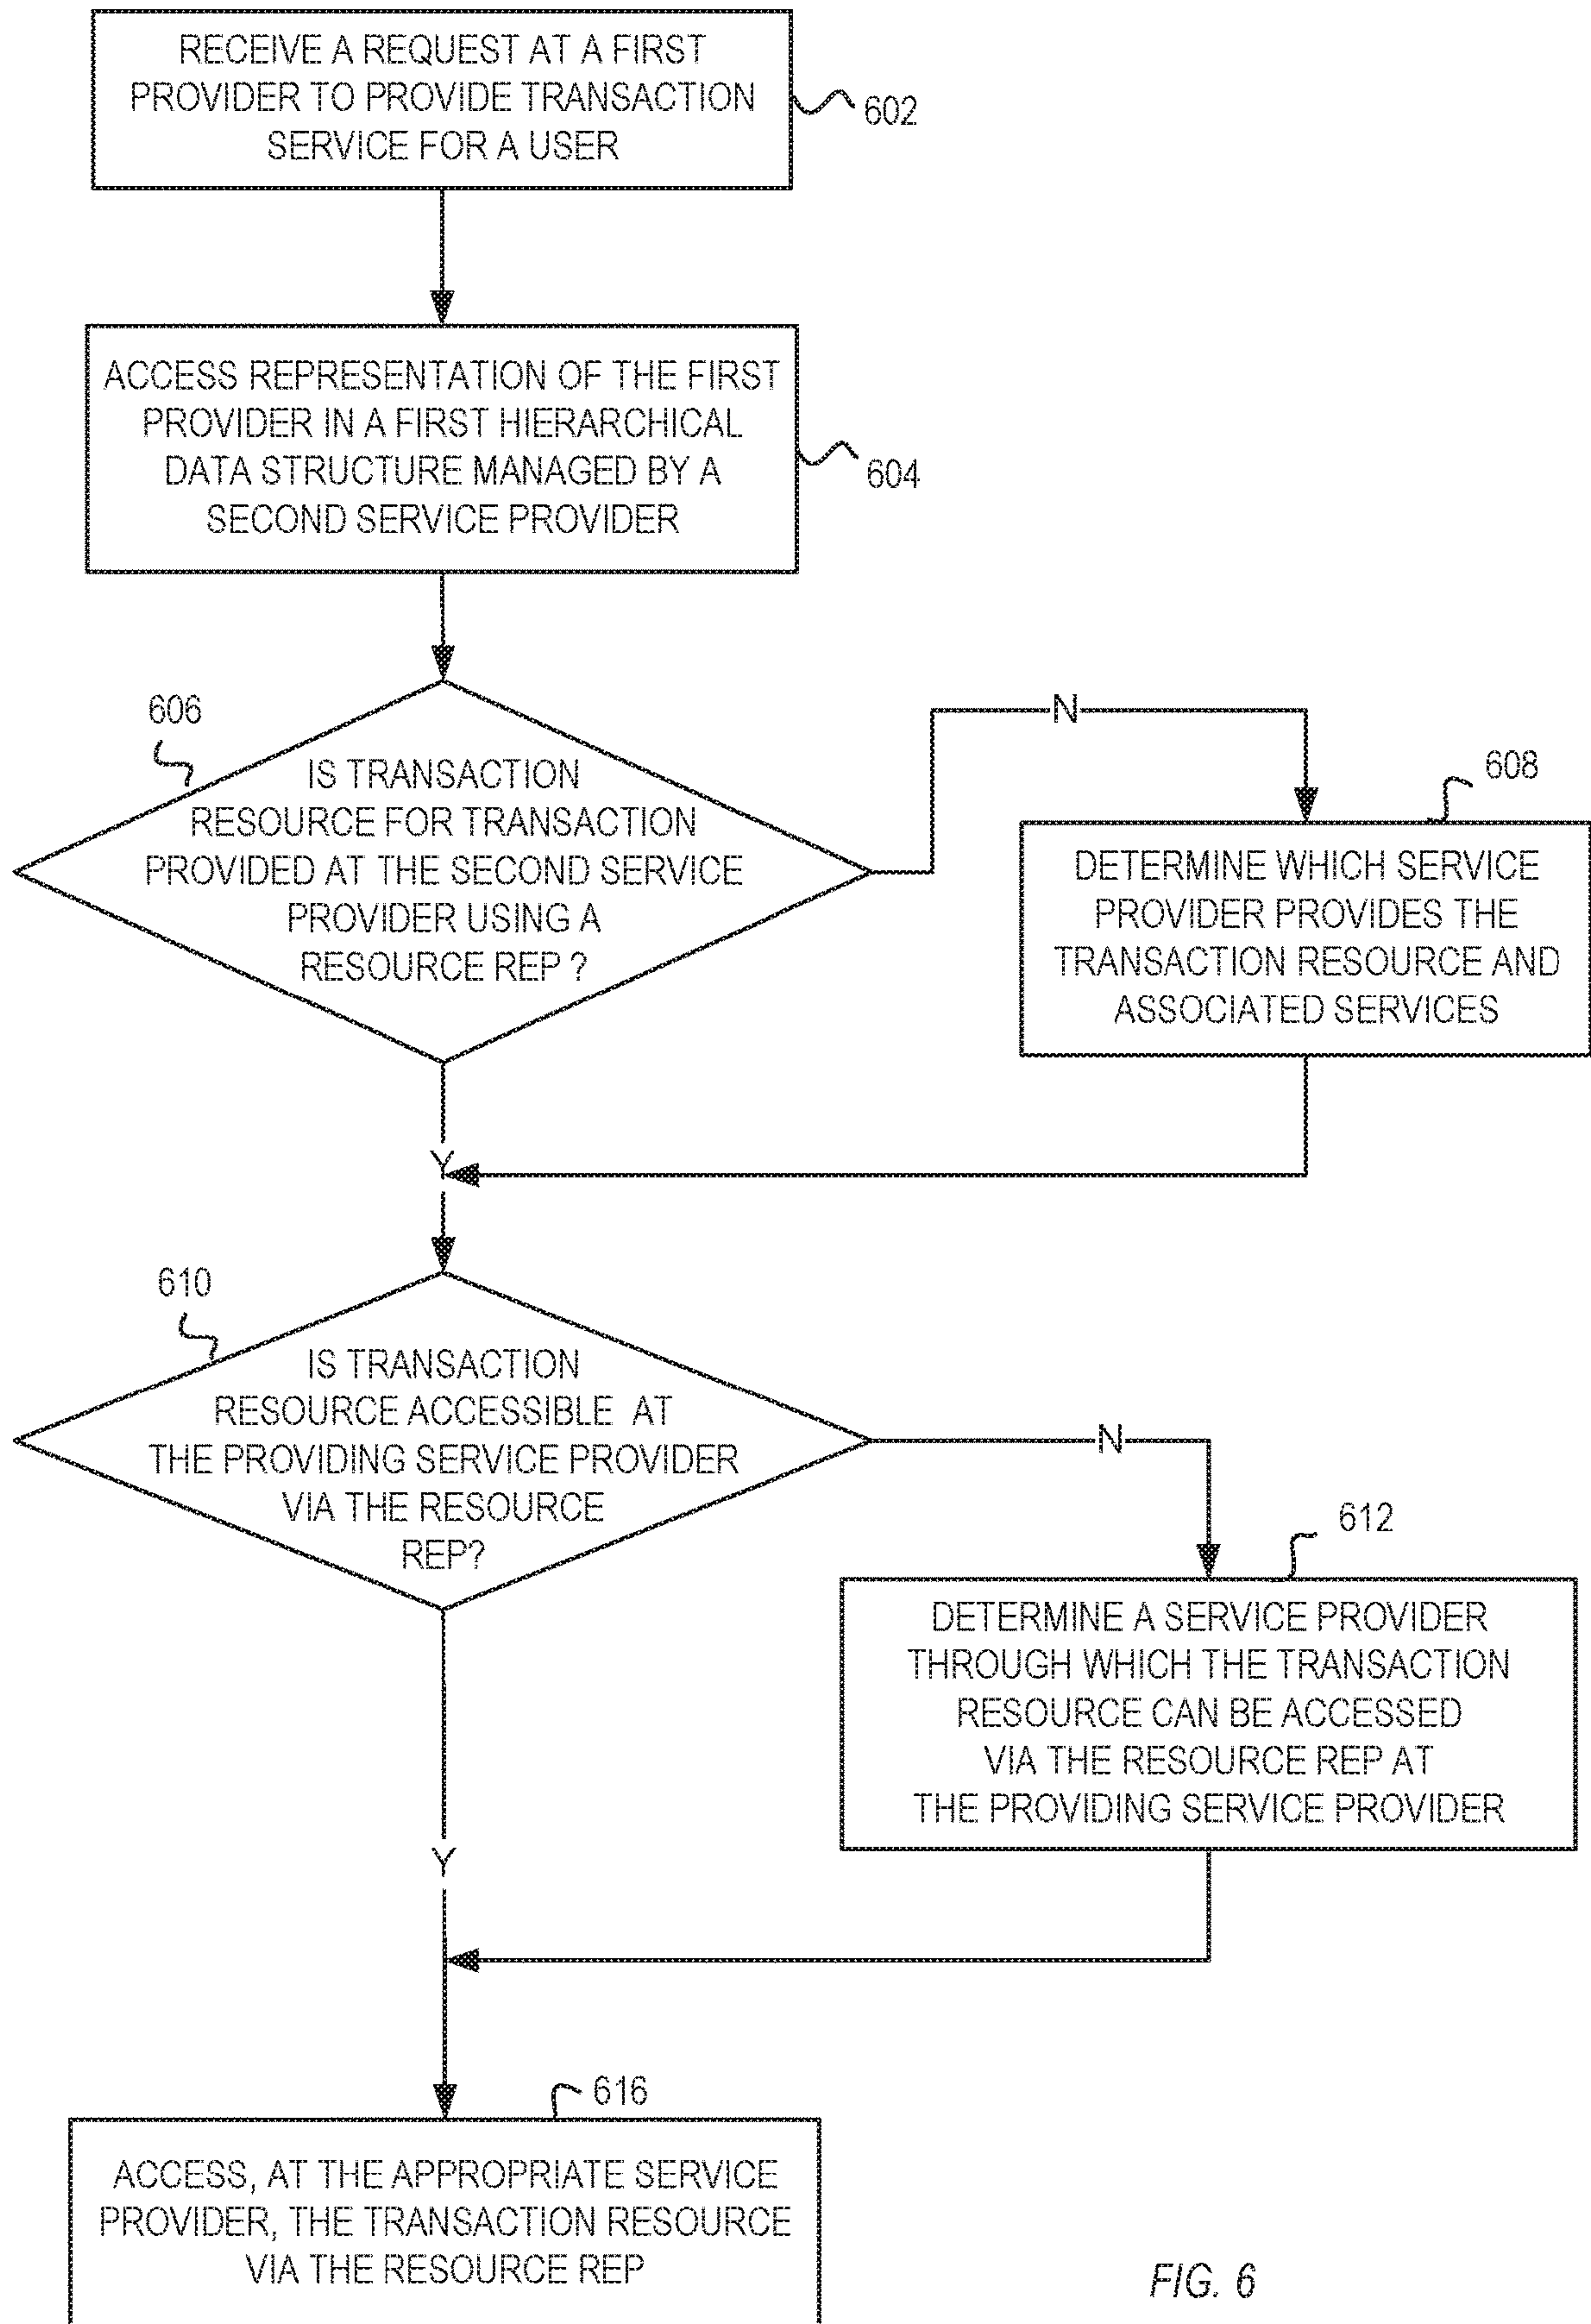 RECEIVE A REQUEST AT A FIRST
PROVIDER TO PROVIDE TRANSACTION
SERVICE FOR A USER
602
ACCESS REPRESENTATION OF THE FIRST
PROVIDER IN A FIRST HIERARCHICAL
DATA STRUCTURE MANAGED BY A
SECOND SERVICE PROVIDER
604
606
IS TRANSACTION
RESOURCE FOR TRANSACTION
PROVIDED AT THE SECOND SERVICE
PROVIDER USING A
RESOURCE REP ?
N
608
DETERMINE WHICH SERVICE
PROVIDER PROVIDES THE
TRANSACTION RESOURCE AND
ASSOCIATED SERVICES
Y
610
IS TRANSACTION
RESOURCE ACCESSIBLE AT
THE PROVIDING SERVICE PROVIDER
VIA THE RESOURCE
REP?
N
612
DETERMINE A SERVICE PROVIDER
THROUGH WHICH THE TRANSACTION
RESOURCE CAN BE ACCESSED
VIA THE RESOURCE REP AT
THE PROVIDING SERVICE PROVIDER
Y
616
ACCESS, AT THE APPROPRIATE SERVICE
PROVIDER, THE TRANSACTION RESOURCE
VIA THE RESOURCE REP
FIG. 6